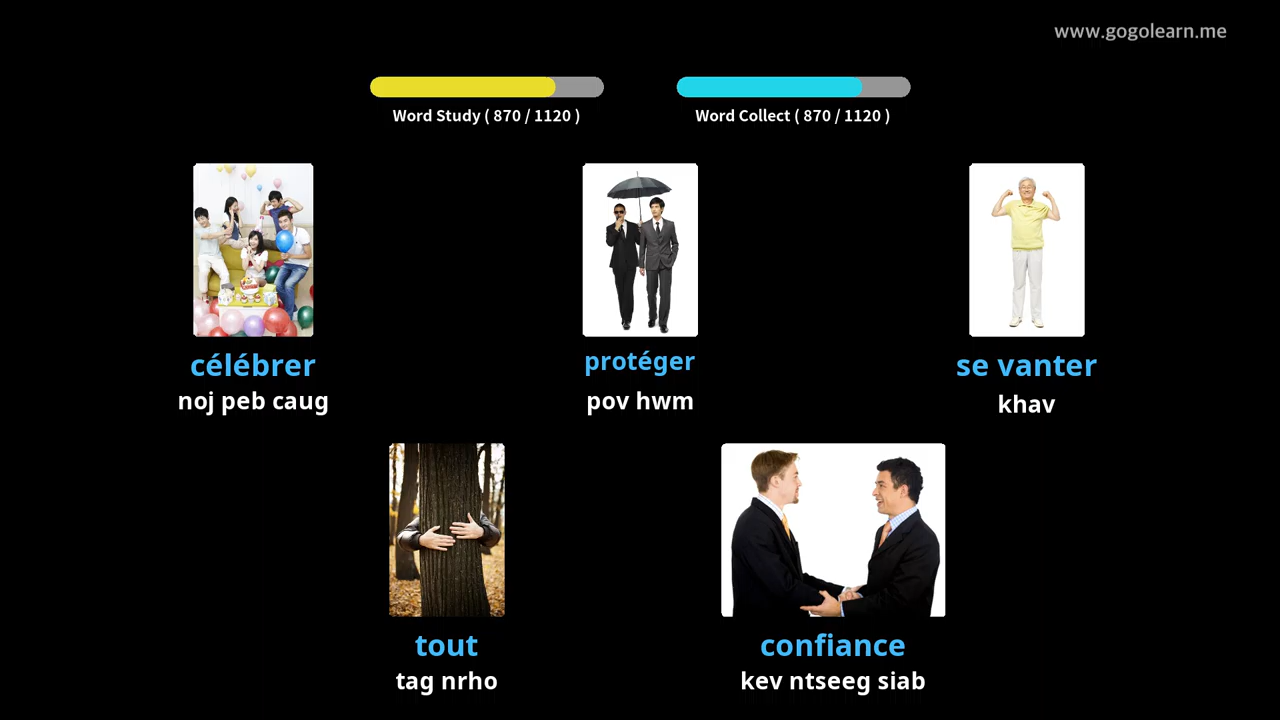 www.gogolearn.me
Word Study ( 870 / 1120 )
Word Collect ( 870 / 1120 )
célébrer
noj peb caug
protéger
pov hwm
se vanter
khav
tout
tag nrho
confiance
kev ntseeg siab